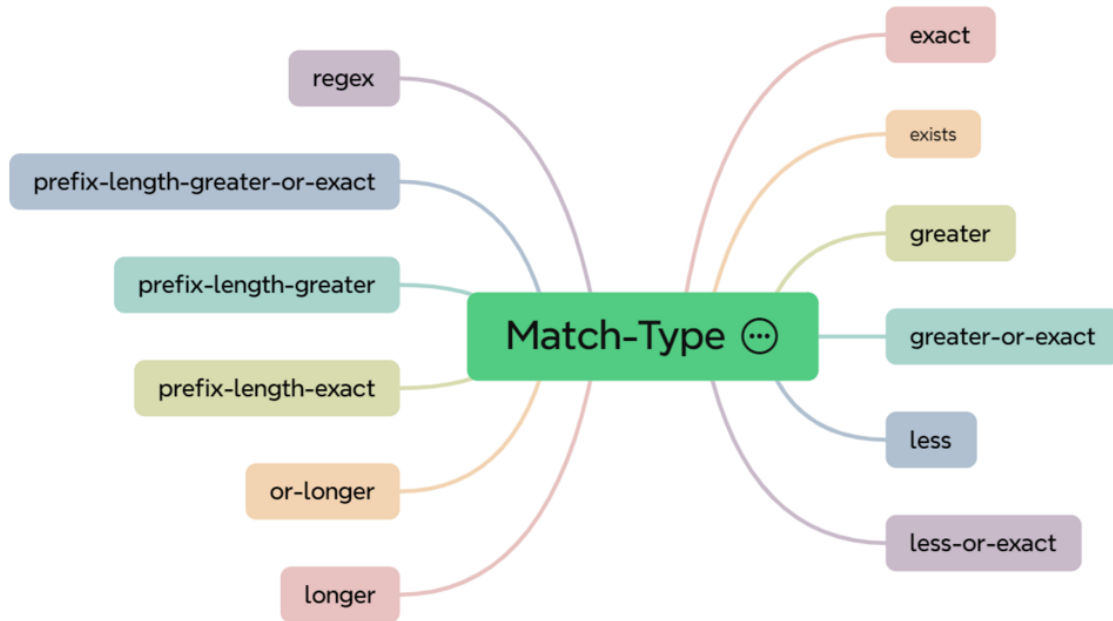 exact
regex
exists
prefix-length-greater-or-exact
greater
prefix-length-greater
Match-Type
greater-or-exact
prefix-length-exact
less
or-longer
less-or-exact
longer